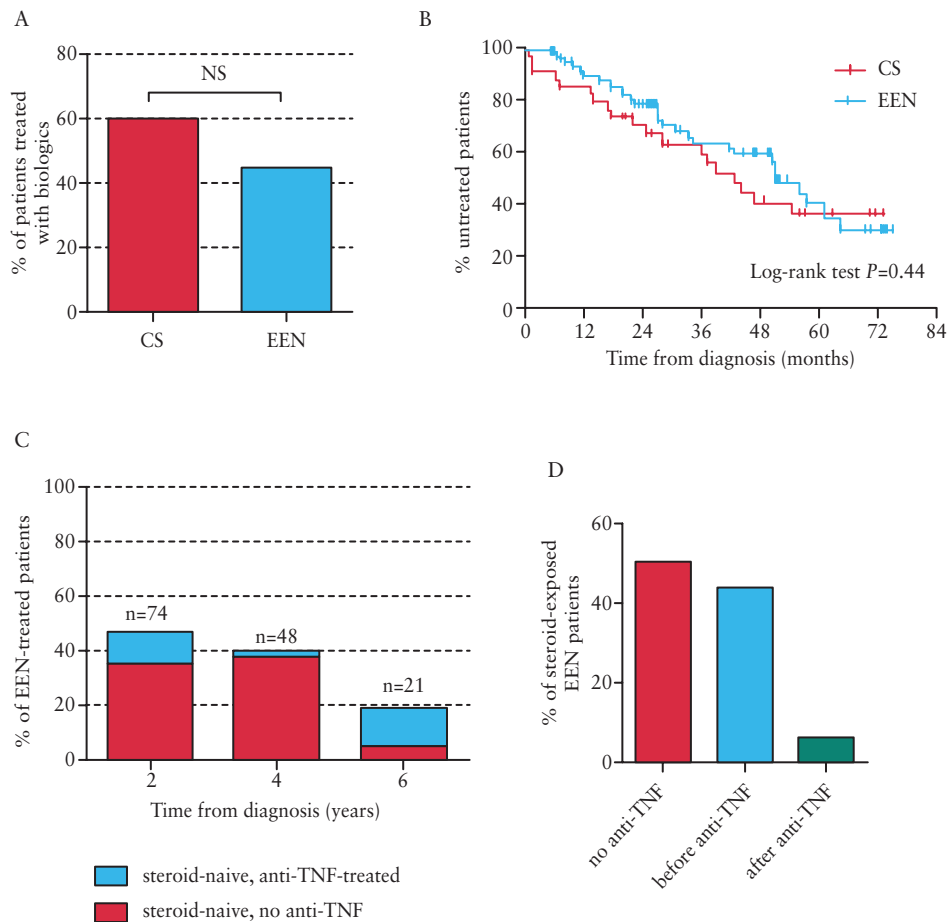 A
% of patients treated
with biologics
80
60
40
20
0
NS
CS
EEN
B
% untreated patients
100
80
60
40
20
0
CS
EEN
Log-rank test P=0.44
0 12 24 36 48 60 72 84
Time from diagnosis (months)
C
% of EEN-treated patients
100
80
60
40
20
0
n=74
n=48
n=21
2 4 6
Time from diagnosis (years)
steroid-naive, anti-TNF-treated
steroid-naive, no anti-TNF
D
% of steroid-exposed
EEN patients
60
40
20
0
no anti-TNF
before anti-TNF
after anti-TNF